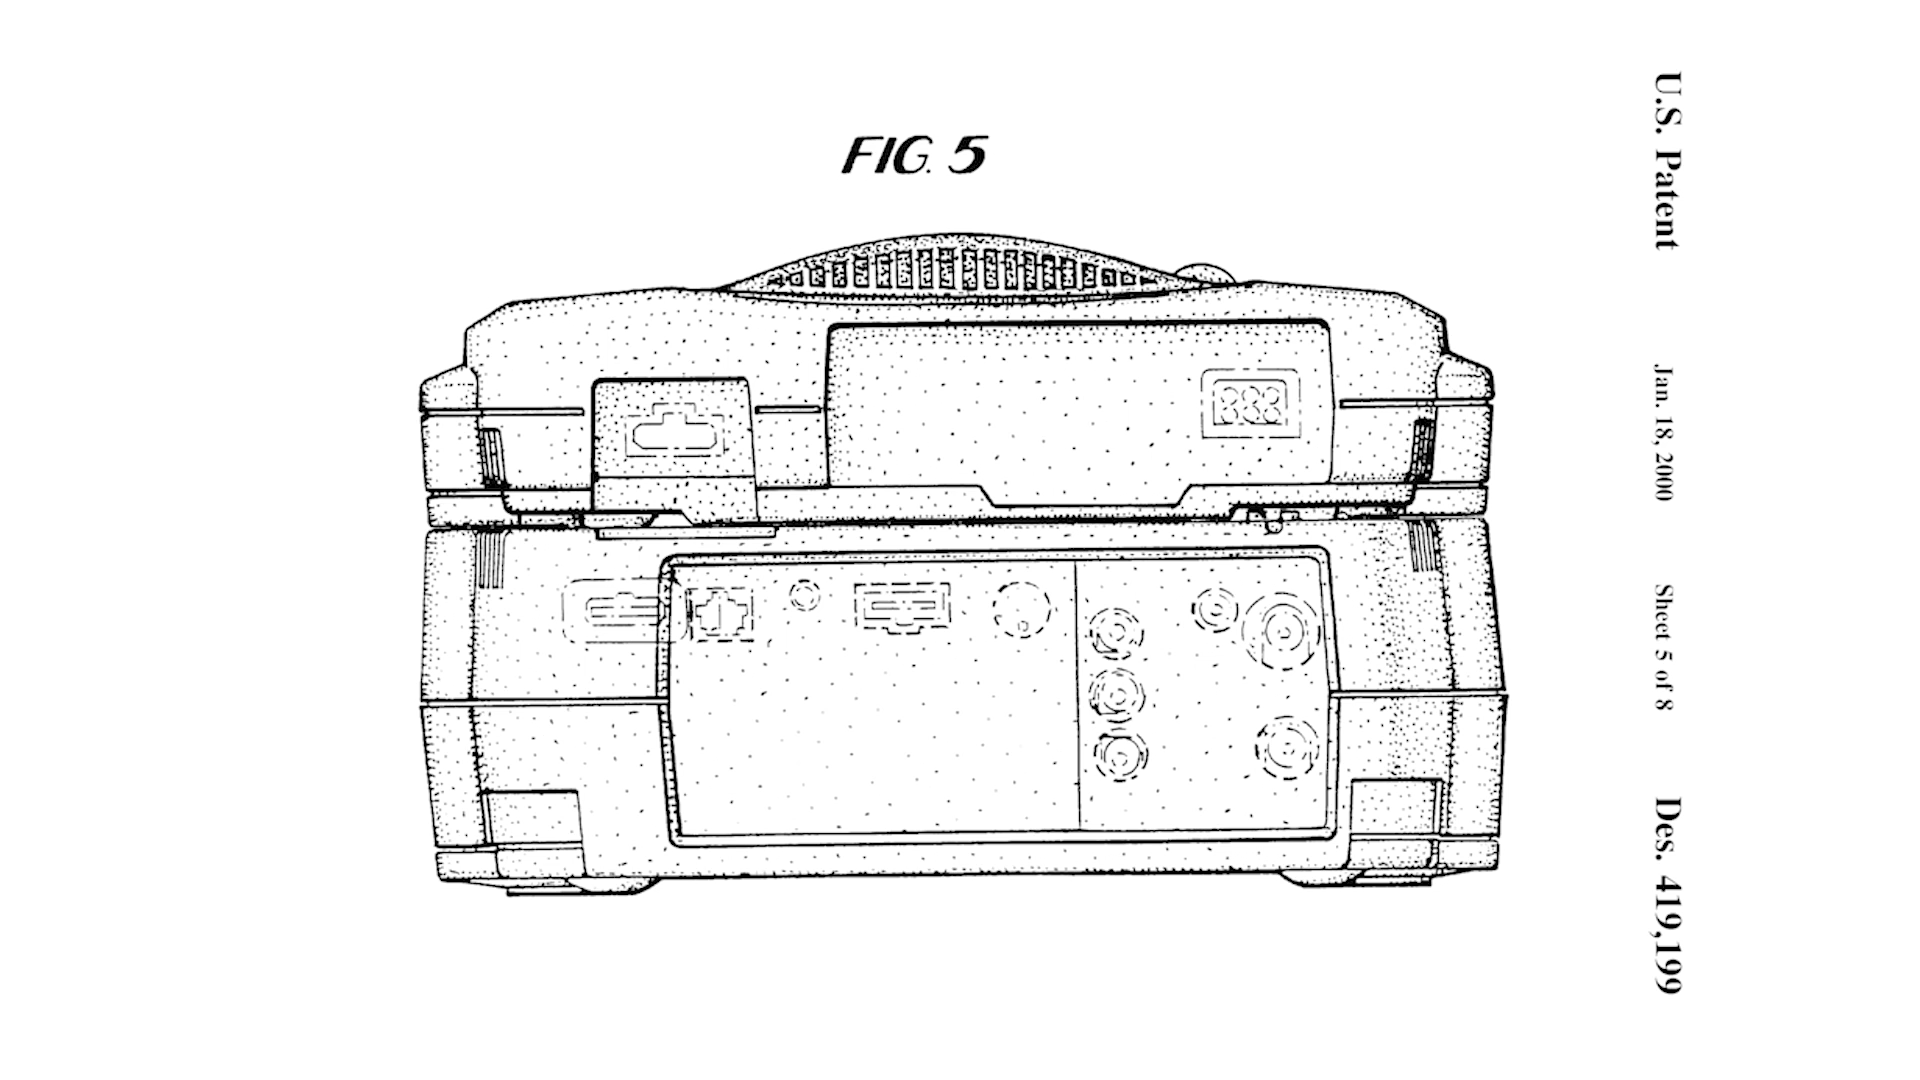 FIG. 5
U.S. Patent
Jan. 18, 2000
Sheet 5 of 8
Des. 419,199